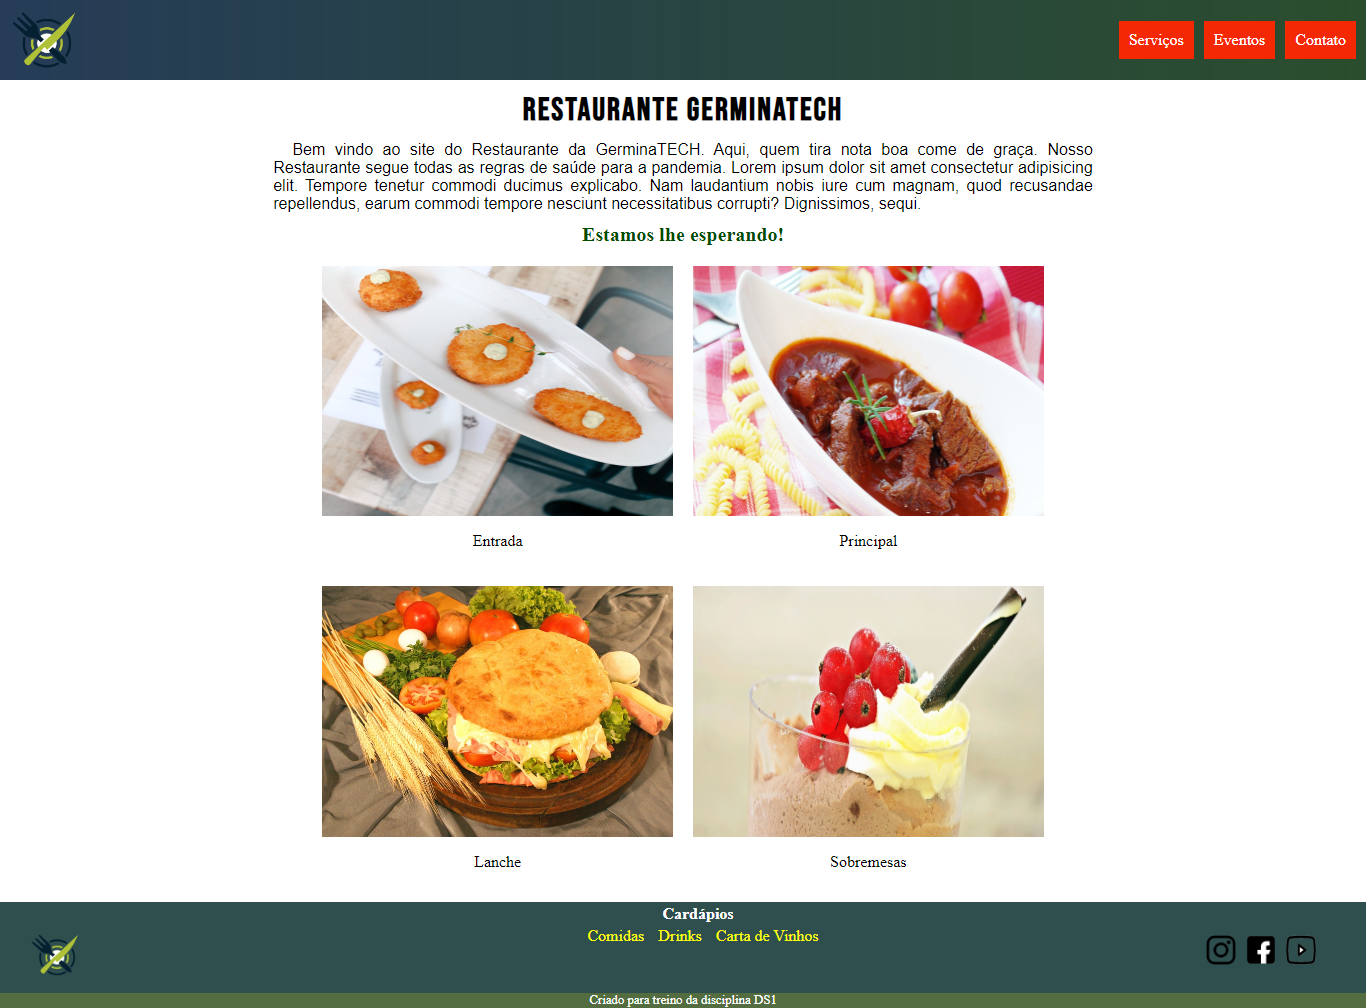 Serviços Eventos Contato
RESTAURANTE GERMINATECH
Bem vindo ao site do Restaurante da GerminaTECH. Aqui, quem tira nota boa come de graça. Nosso
Restaurante segue todas as regras de saúde para a pandemia. Lorem ipsum dolor sit amet consectetur adipisicing
elit. Tempore tenetur commodi ducimus explicabo. Nam laudantium nobis iure cum magnam, quod recusandae
repellendus, earum commodi tempore nesciunt necessitatibus corrupti? Dignissimos, sequi.
Estamos lhe esperando!
Entrada
Principal
Lanche
Sobremesas
Cardápios
Comidas Drinks Carta de Vinhos
Criado para treino da disciplina DS1